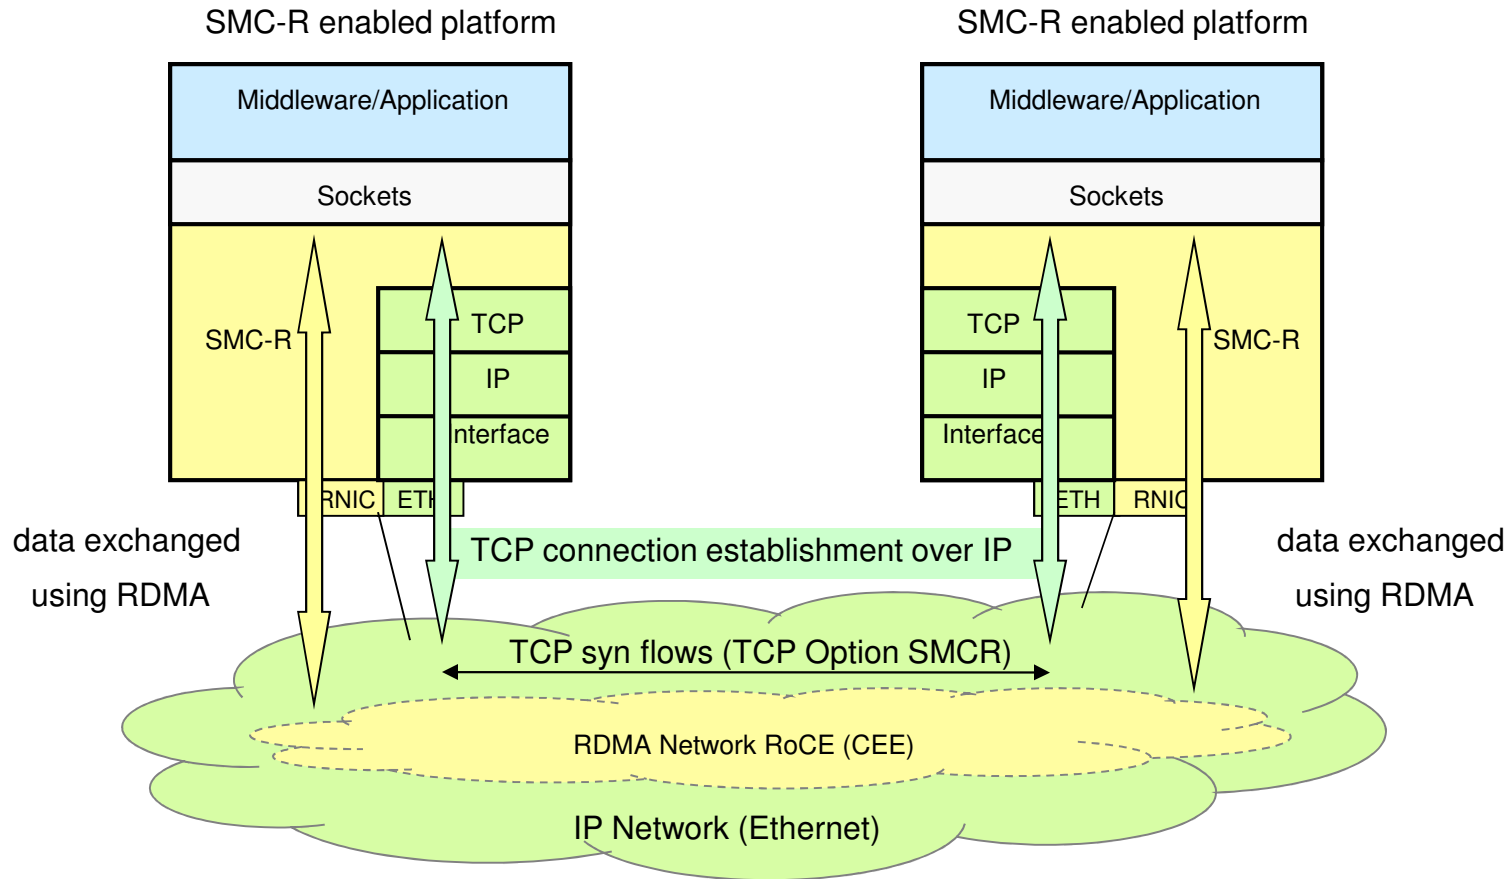 SMC-R enabled platform
SMC-R enabled platform
Middleware/Application
Middleware/Application
Sockets
Sockets
TCP
TCP
SMC-R
SMC-R
IP
IP
nterface
Interface
RNIC
ETH
ETH
RNIC
data exchanged
using RDMA
TCP connection establishment over IP
data exchanged
using RDMA
TCP syn flows (TCP Option SMCR)
RDMA Network RoCE (CEE)
IP Network (Ethernet)